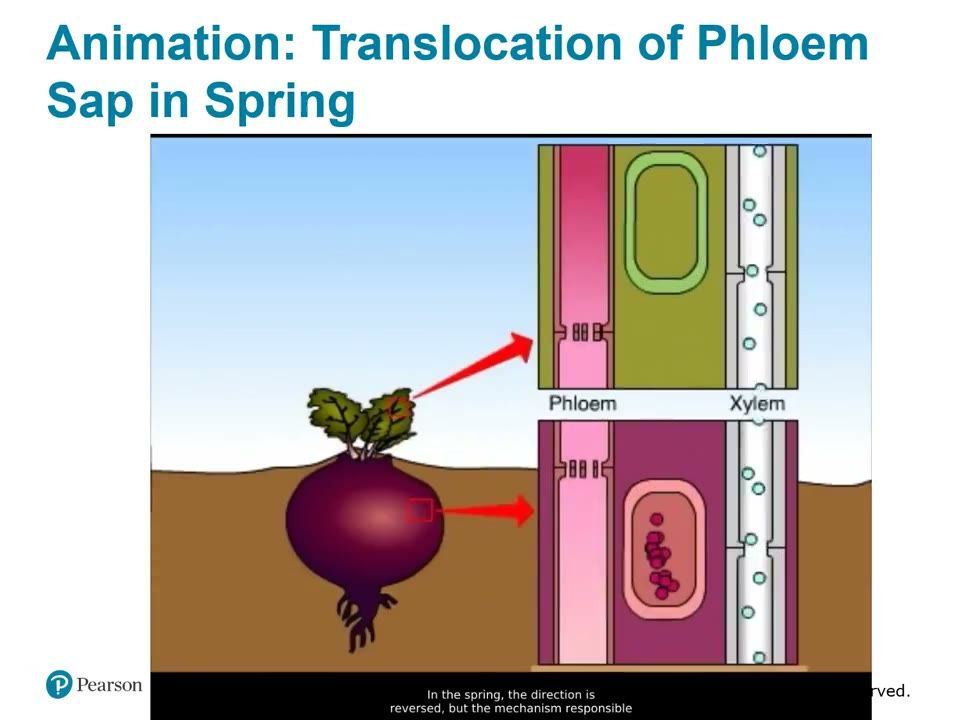 Animation: Translocation of Phloem
Sap in Spring
Phloem
Xylem
Pearson
rved.
In the spring, the direction is
reversed, but the mechanism responsible